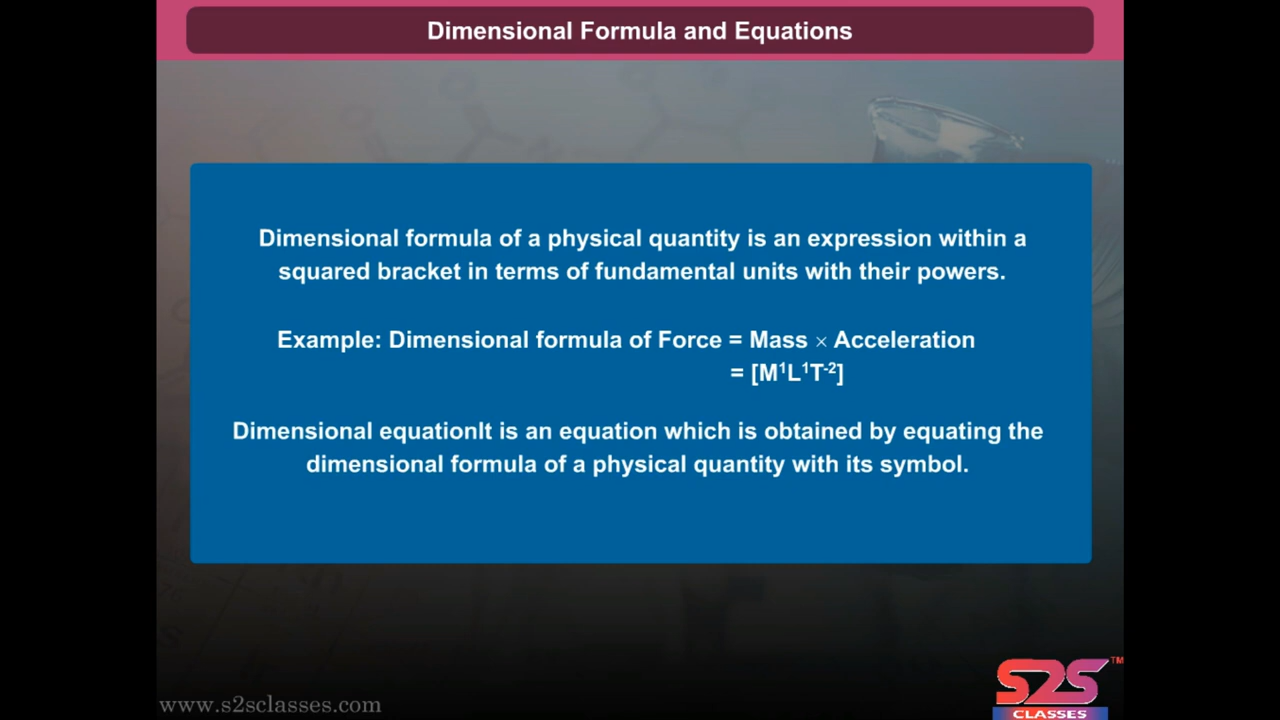 Dimensional Formula and Equations
Dimensional formula of a physical quantity is an expression within a
squared bracket in terms of fundamental units with their powers.
Example: Dimensional formula of Force = Mass × Acceleration
= [M¹L¹T⁻²]
Dimensional equationIt is an equation which is obtained by equating the
dimensional formula of a physical quantity with its symbol.
www.s2sclasses.com
S2S™
CLASSES